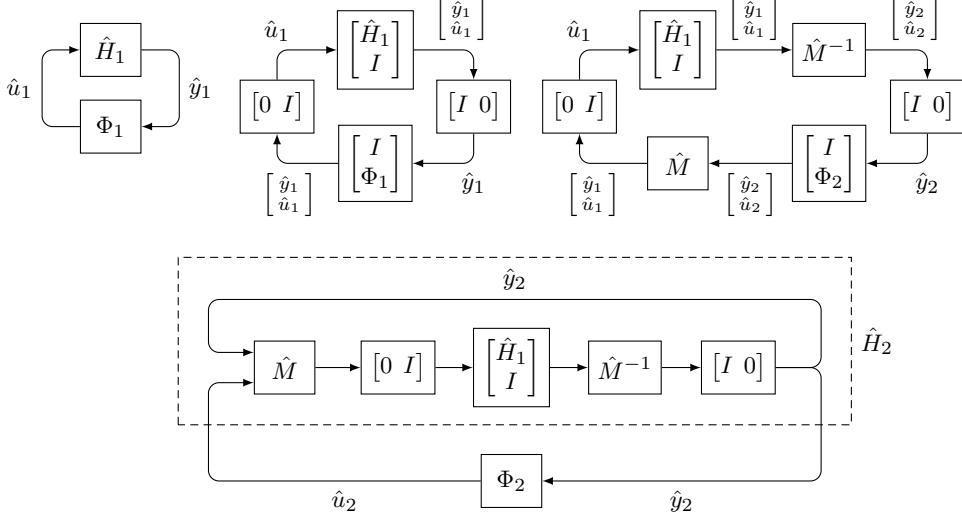 Ĥ₁
û₁
ŷ₁
Φ₁
û₁
[Ĥ₁
I]
[ŷ₁
û₁]
[0 I]
[I 0]
[I
Φ₁]
[ŷ₁
û₁]
ŷ₁
û₁
[Ĥ₁
I]
[ŷ₁
û₁]
M̂⁻¹
[ŷ₂
û₂]
[0 I]
[I 0]
M̂
[I
Φ₂]
[ŷ₁
û₁]
[ŷ₂
û₂]
ŷ₂
ŷ₂
Ĥ₂
M̂
[0 I]
[Ĥ₁
I]
M̂⁻¹
[I 0]
Φ₂
û₂
ŷ₂